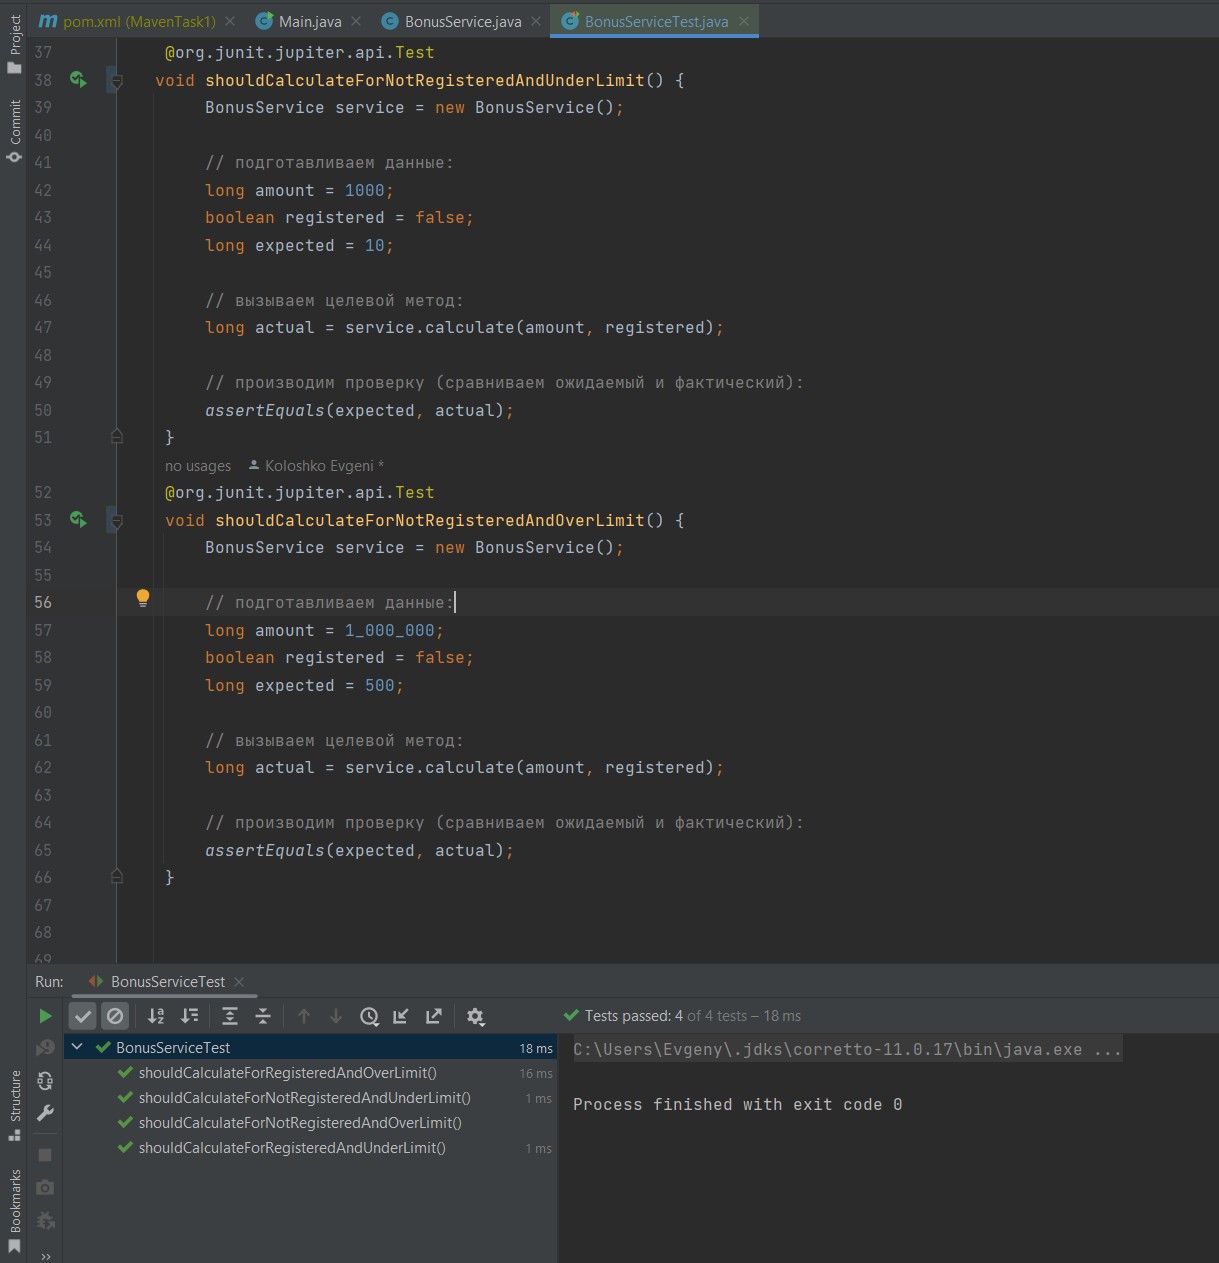 pom.xml (MavenTask1)
Main.java
BonusService.java
BonusServiceTest.java
Project
Commit
37 @org.junit.jupiter.api.Test
38 void shouldCalculateForNotRegisteredAndUnderLimit() {
39 BonusService service = new BonusService();
40
41 // подготавливаем данные:
42 long amount = 1000;
43 boolean registered = false;
44 long expected = 10;
45
46 // вызываем целевой метод:
47 long actual = service.calculate(amount, registered);
48
49 // производим проверку (сравниваем ожидаемый и фактический):
50 assertEquals(expected, actual);
51 }
no usages Koloshko Evgeni *
52 @org.junit.jupiter.api.Test
53 void shouldCalculateForNotRegisteredAndOverLimit() {
54 BonusService service = new BonusService();
55
56 // подготавливаем данные:
57 long amount = 1_000_000;
58 boolean registered = false;
59 long expected = 500;
60
61 // вызываем целевой метод:
62 long actual = service.calculate(amount, registered);
63
64 // производим проверку (сравниваем ожидаемый и фактический):
65 assertEquals(expected, actual);
66 }
67
68
69
Run: BonusServiceTest
Tests passed: 4 of 4 tests – 18 ms
BonusServiceTest 18 ms
shouldCalculateForRegisteredAndOverLimit() 16 ms
shouldCalculateForNotRegisteredAndUnderLimit() 1 ms
shouldCalculateForNotRegisteredAndOverLimit()
shouldCalculateForRegisteredAndUnderLimit() 1 ms
C:\Users\Evgeny\.jdks\corretto-11.0.17\bin\java.exe ...
Process finished with exit code 0
Structure
Bookmarks